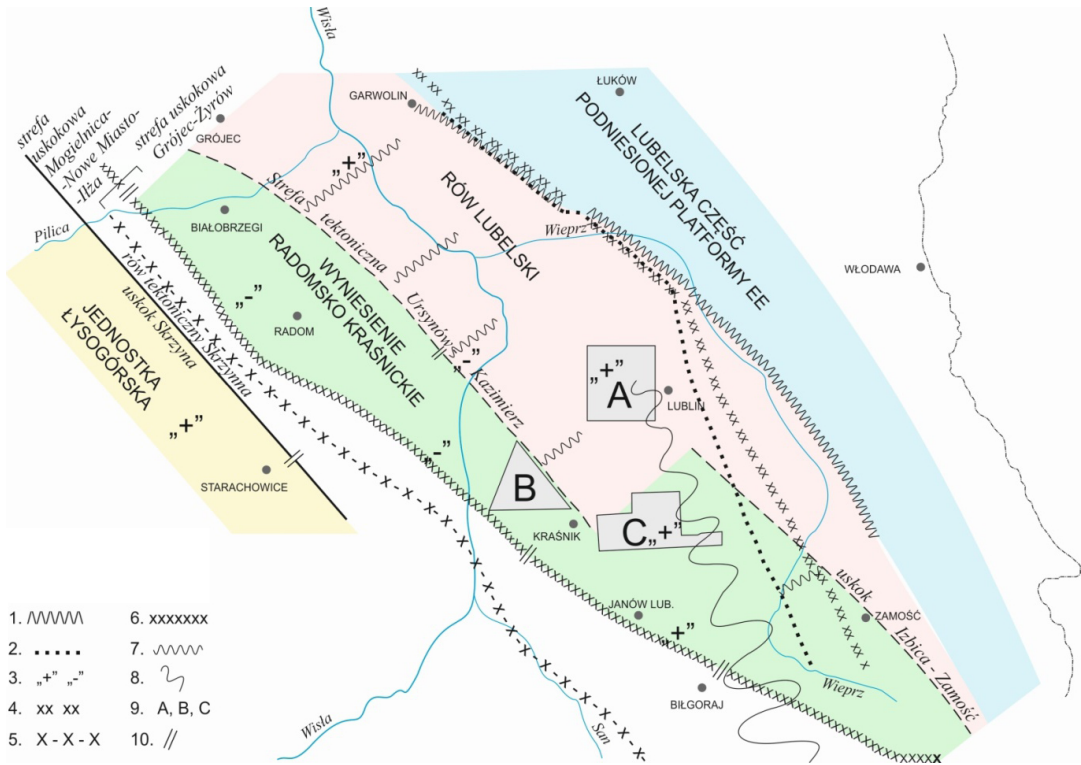 Wisła
ŁUKÓW
GARWOLIN
strefa
uskokowa
Mogielnica-
-Nowe Miasto-
-Iłża
strefa uskokowa
Grójec-Żyrów
GRÓJEC
LUBELSKA CZĘŚĆ
PODNIESIONEJ PLATFORMY EE
„+”
Strefa tektoniczna Ursynów Kazimierz
RÓW LUBELSKI
Pilica
BIAŁOBRZEGI
Wieprz
WŁODAWA
WYNIESIENIE
RADOMSKO KRAŚNICKIE
„-”
RADOM
uskok Skrzyna
rów tektoniczny Skrzynna
JEDNOSTKA
ŁYSOGÓRSKA
„-”
„+”
A
LUBLIN
„+”
„-”
STARACHOWICE
B
KRAŚNIK
C„+”
JANÓW LUB.
„+”
uskok Izbica - Zamość
ZAMOŚĆ
BIŁGORAJ
Wieprz
Wisła
San
1.
2.
3. „+” „-”
4. xx xx
5. X - X - X
6. xxxxxxx
7.
8.
9. A, B, C
10. //